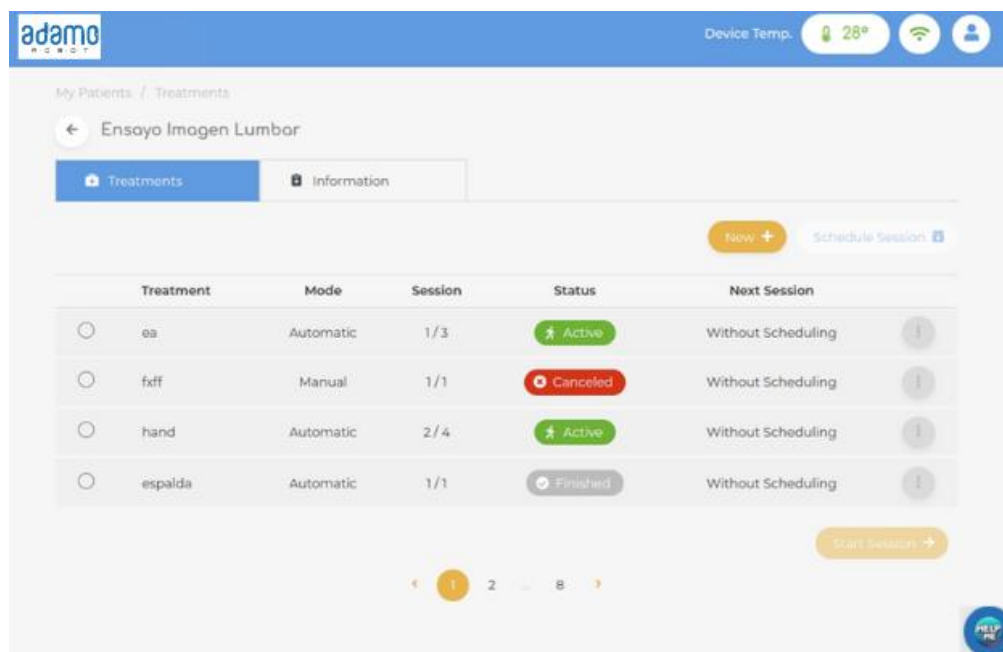 adamo
ROBOT
Device Temp. 28°
My Patients / Treatments
Ensayo Imagen Lumbar
Treatments Information
New + Schedule Session
Treatment Mode Session Status Next Session
ea Automatic 1/3 Active Without Scheduling
fxff Manual 1/1 Canceled Without Scheduling
hand Automatic 2/4 Active Without Scheduling
espalda Automatic 1/1 Finished Without Scheduling
Start Session →
< 1 2 ... 8 >
HELP
ME